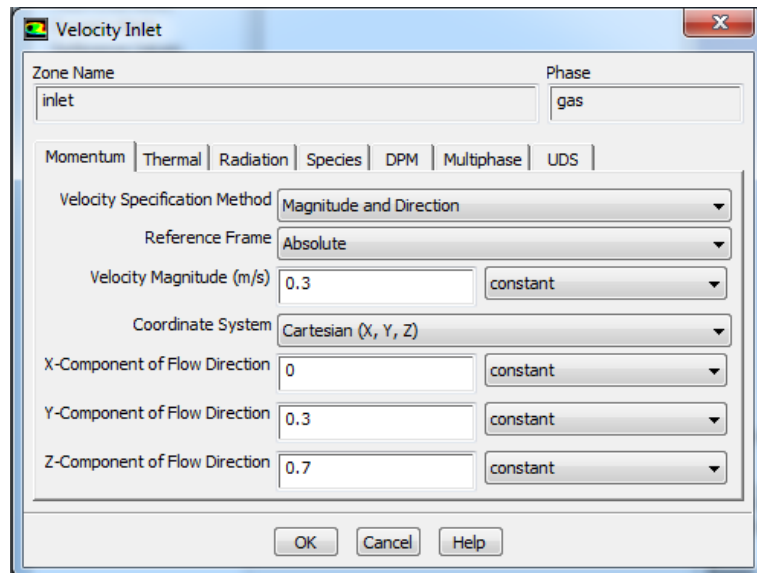 Velocity Inlet
Zone Name Phase
inlet gas
Momentum Thermal Radiation Species DPM Multiphase UDS
Velocity Specification Method Magnitude and Direction
Reference Frame Absolute
Velocity Magnitude (m/s) 0.3 constant
Coordinate System Cartesian (X, Y, Z)
X-Component of Flow Direction 0 constant
Y-Component of Flow Direction 0.3 constant
Z-Component of Flow Direction 0.7 constant
OK Cancel Help